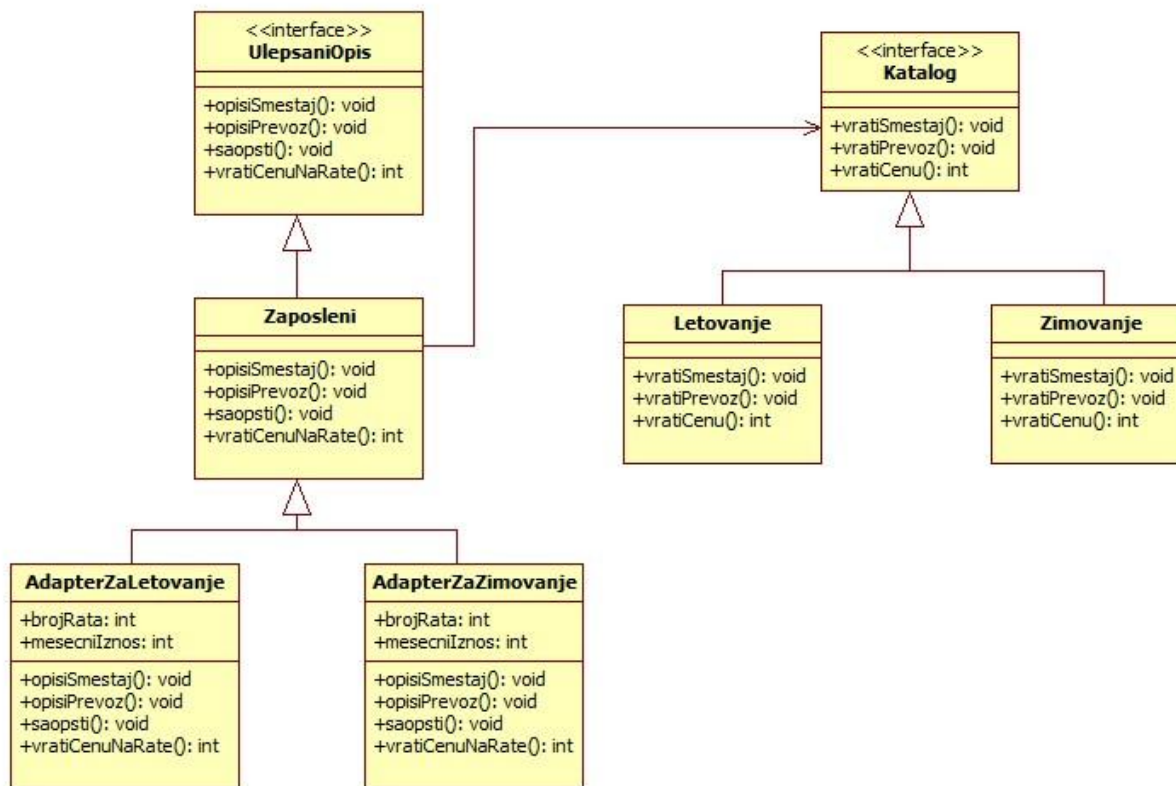 <<interface>>
UlepsaniOpis
+opisiSmestaj(): void
+opisiPrevoz(): void
+saopsti(): void
+vratiCenuNaRate(): int
<<interface>>
Katalog
+vratiSmestaj(): void
+vratiPrevoz(): void
+vratiCenu(): int
Zaposleni
+opisiSmestaj(): void
+opisiPrevoz(): void
+saopsti(): void
+vratiCenuNaRate(): int
Letovanje
+vratiSmestaj(): void
+vratiPrevoz(): void
+vratiCenu(): int
Zimovanje
+vratiSmestaj(): void
+vratiPrevoz(): void
+vratiCenu(): int
AdapterZaLetovanje
+brojRata: int
+mesecniIznos: int
+opisiSmestaj(): void
+opisiPrevoz(): void
+saopsti(): void
+vratiCenuNaRate(): int
AdapterZaZimovanje
+brojRata: int
+mesecniIznos: int
+opisiSmestaj(): void
+opisiPrevoz(): void
+saopsti(): void
+vratiCenuNaRate(): int